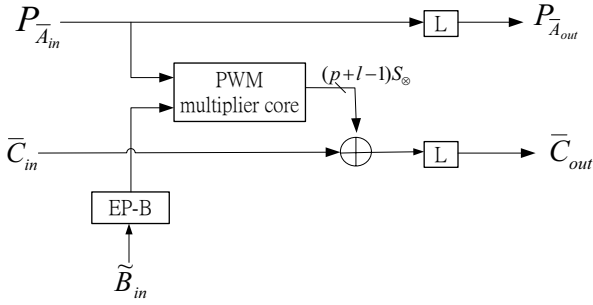 P_{\overline{A}_{in}}
L
P_{\overline{A}_{out}}
PWM
multiplier core
(p+l−1)S_⊗
\overline{C}_{in}
L
\overline{C}_{out}
EP-B
\widetilde{B}_{in}